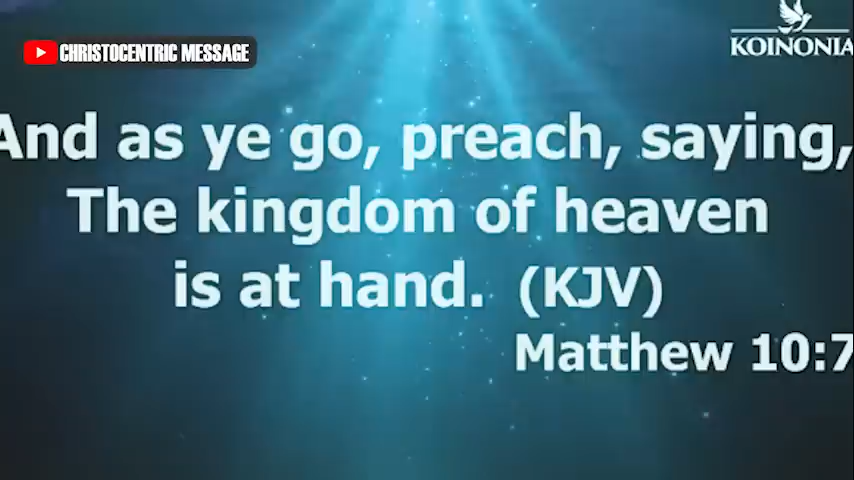 CHRISTOCENTRIC MESSAGE
KOINONIA
And as ye go, preach, saying,
The kingdom of heaven
is at hand. (KJV)
Matthew 10:7